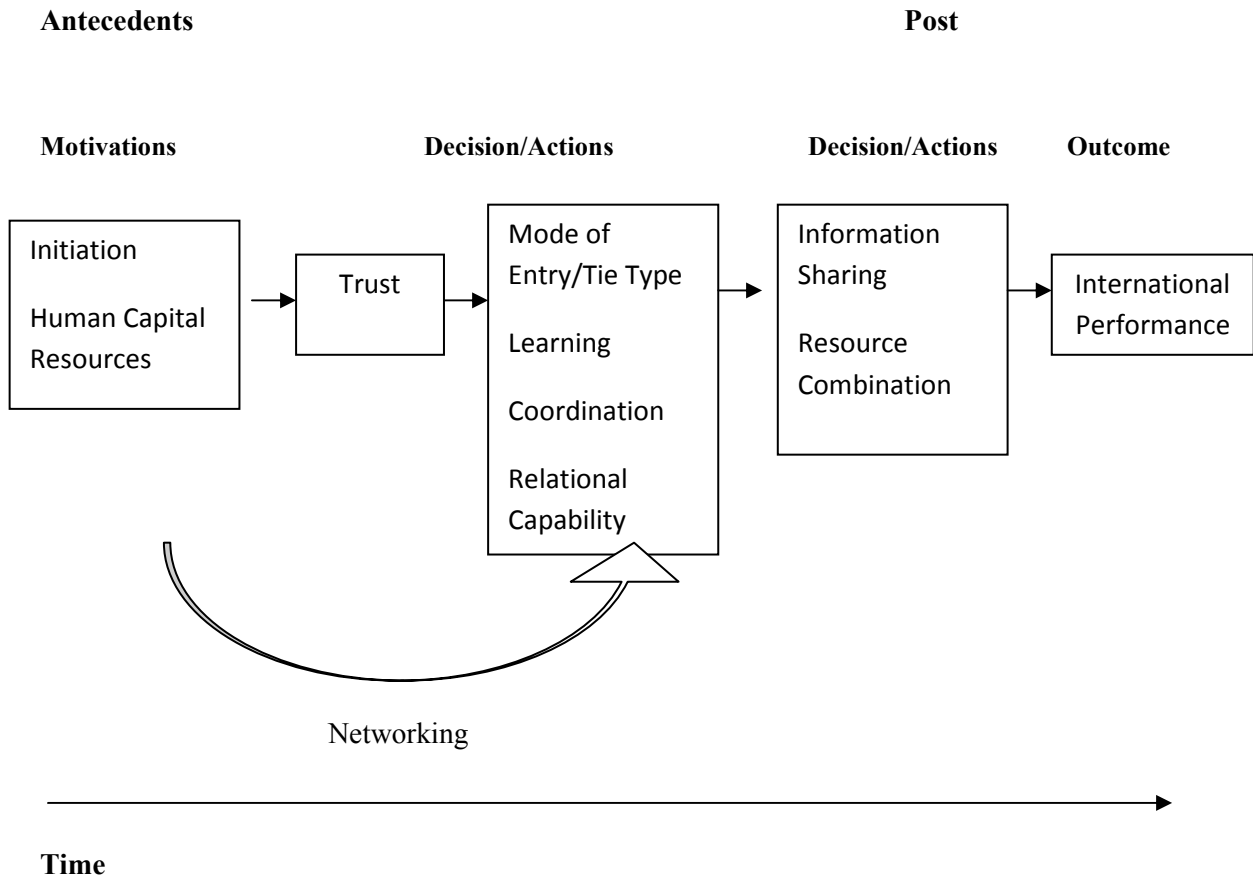 Antecedents
Post
Motivations
Decision/Actions
Decision/Actions
Outcome
Initiation
Human Capital
Resources
Trust
Mode of
Entry/Tie Type
Learning
Coordination
Relational
Capability
Information
Sharing
Resource
Combination
International
Performance
Networking
Time